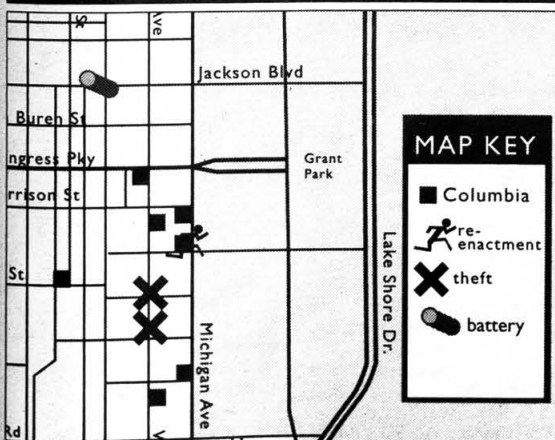 St
Ave
Jackson Blvd
Buren St
ngress Pky
rrison St
Grant
Park
St
Lake Shore Dr.
Michigan Ave
Rd
MAP KEY
Columbia
re-
enactment
theft
battery